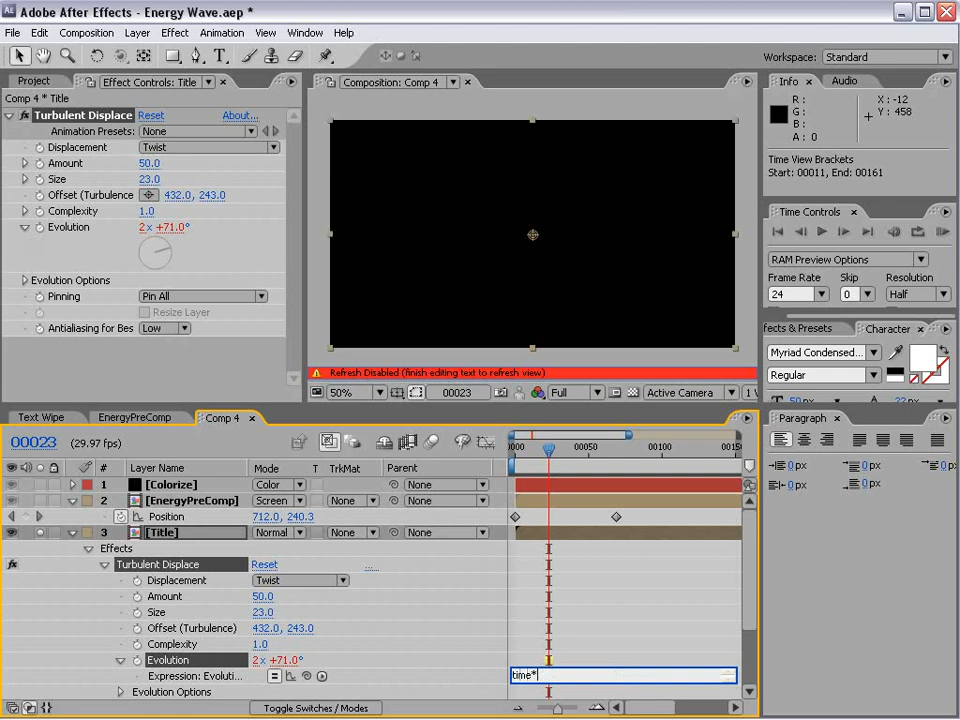 Adobe After Effects - Energy Wave.aep *
File Edit Composition Layer Effect Animation View Window Help
Workspace: Standard
Project Effect Controls: Title
Comp 4 * Title
Turbulent Displace Reset About...
Animation Presets: None
Displacement Twist
Amount 50.0
Size 23.0
Offset (Turbulence 432.0, 243.0
Complexity 1.0
Evolution 2 x +71.0°
Evolution Options
Pinning Pin All
Resize Layer
Antialiasing for Bes Low
Composition: Comp 4
Refresh Disabled (finish editing text to refresh view)
50% 00023 Full Active Camera 1 V
Info Audio
R : X : -12
G : Y : 458
B :
A : 0
Time View Brackets
Start: 00011, End: 00161
Time Controls
RAM Preview Options
Frame Rate Skip Resolution
24 0 Half
ffects & Presets Character
Myriad Condensed...
Regular
Paragraph
0 px 0 px 0 px
0 px 0 px
Text Wipe EnergyPreComp Comp 4
00023 (29.97 fps)
0000 00050 00100 0015
# Layer Name Mode T TrkMat Parent
1 [Colorize] Color None
2 [EnergyPreComp] Screen None None
Position 712.0, 240.3
3 [Title] Normal None None
Effects
Turbulent Displace Reset ...
Displacement Twist
Amount 50.0
Size 23.0
Offset (Turbulence) 432.0, 243.0
Complexity 1.0
Evolution 2 x +71.0°
Expression: Evoluti... time*
Evolution Options
Toggle Switches / Modes